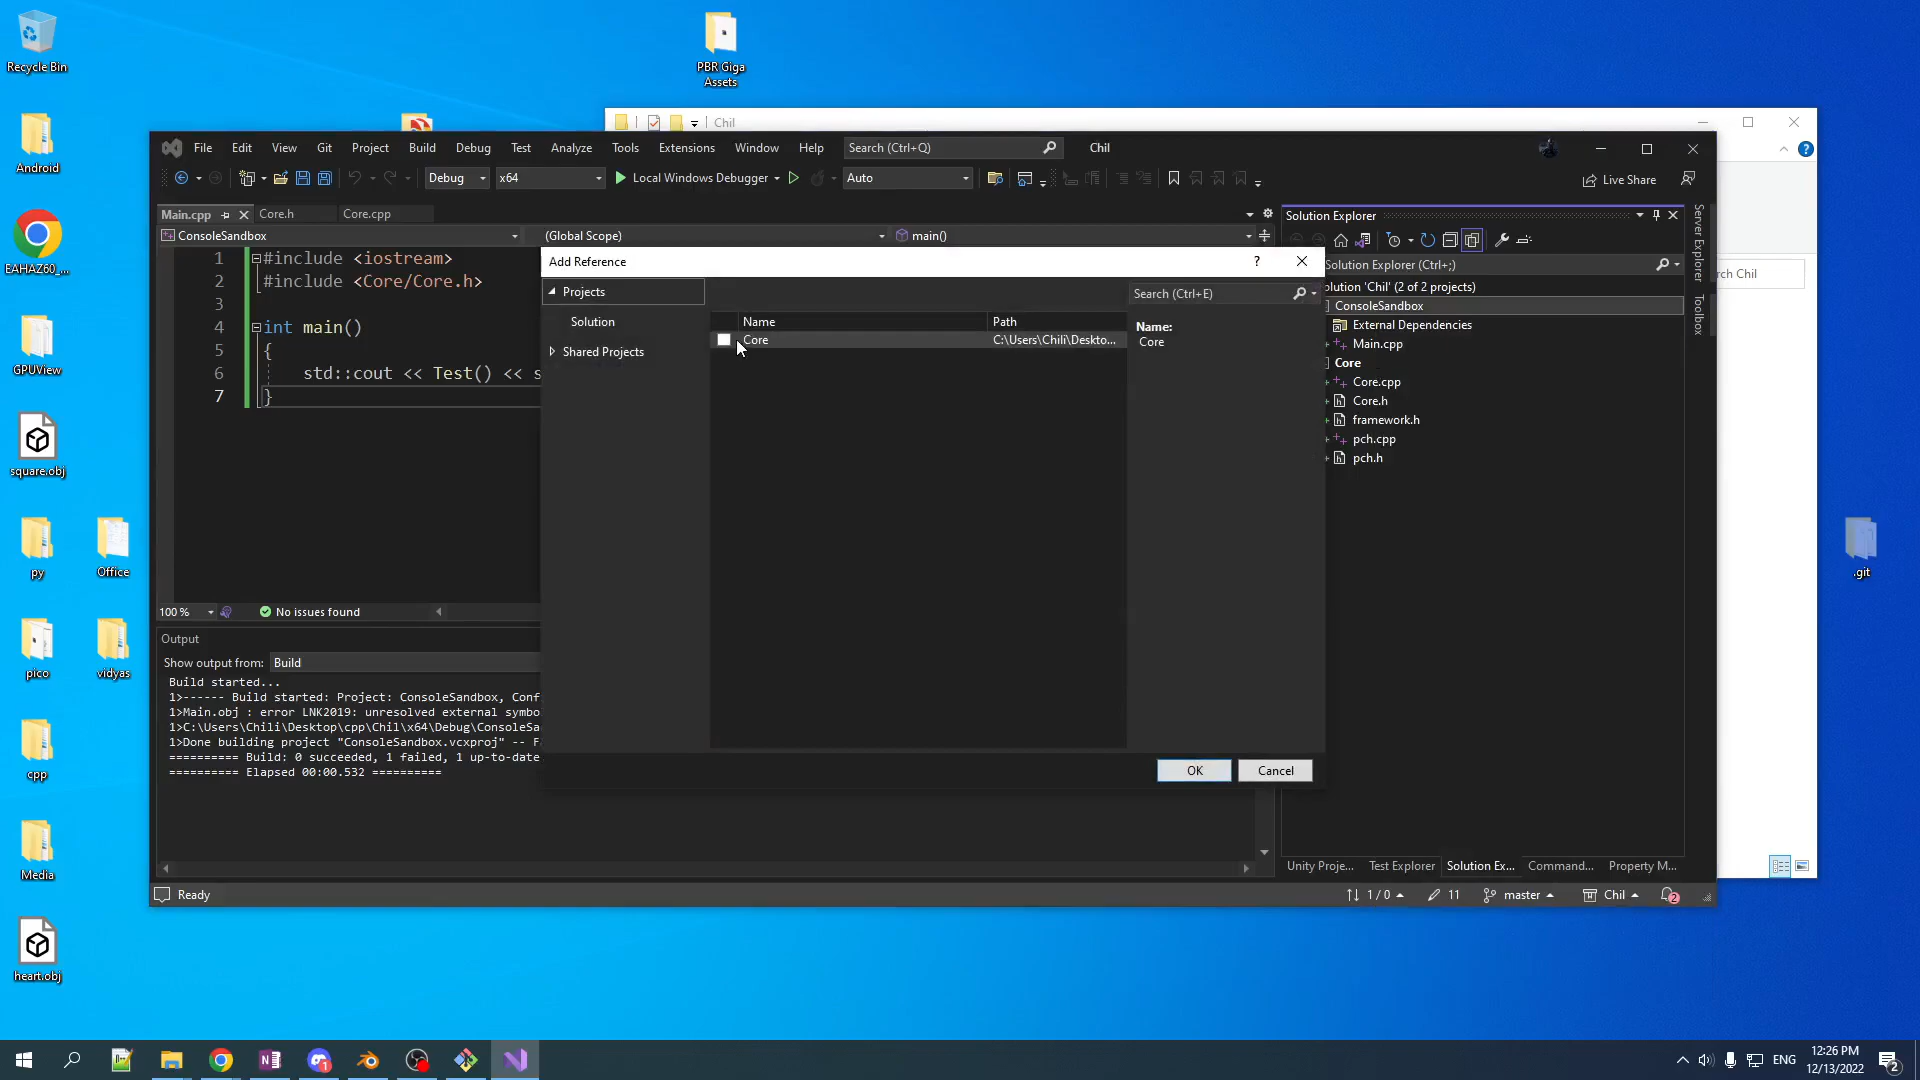 Recycle Bin
Android
EAHAZ60_...
GPUView
square.obj
py
Office
pico
vidyas
cpp
Media
heart.obj
PBR Giga
Assets
.git
Chil
File Edit View Git Project Build Debug Test Analyze Tools Extensions Window Help Search (Ctrl+Q) Chil
Debug x64 Local Windows Debugger Auto Live Share
Main.cpp Core.h Core.cpp
ConsoleSandbox (Global Scope) main()
1 #include <iostream>
2 #include <Core/Core.h>
3
4 int main()
5 {
6 std::cout << Test() << s
7 }
100 % No issues found
Output
Show output from: Build
Build started...
1>------ Build started: Project: ConsoleSandbox, Conf
1>Main.obj : error LNK2019: unresolved external symbo
1>C:\Users\Chili\Desktop\cpp\Chil\x64\Debug\ConsoleSa
1>Done building project "ConsoleSandbox.vcxproj" -- F
========== Build: 0 succeeded, 1 failed, 1 up-to-date
========== Elapsed 00:00.532 ==========
Add Reference ?
Projects
Solution
Shared Projects
Search (Ctrl+E)
Name Path
Core C:\Users\Chili\Deskto...
Name:
Core
OK Cancel
Solution Explorer
Solution Explorer (Ctrl+;)
olution 'Chil' (2 of 2 projects)
ConsoleSandbox
External Dependencies
Main.cpp
Core
Core.cpp
Core.h
framework.h
pch.cpp
pch.h
Unity Proje... Test Explorer Solution Ex... Command... Property M...
Server Explorer
Toolbox
rch Chil
Ready 1 / 0 11 master Chil 2
ENG 12:26 PM
12/13/2022
2